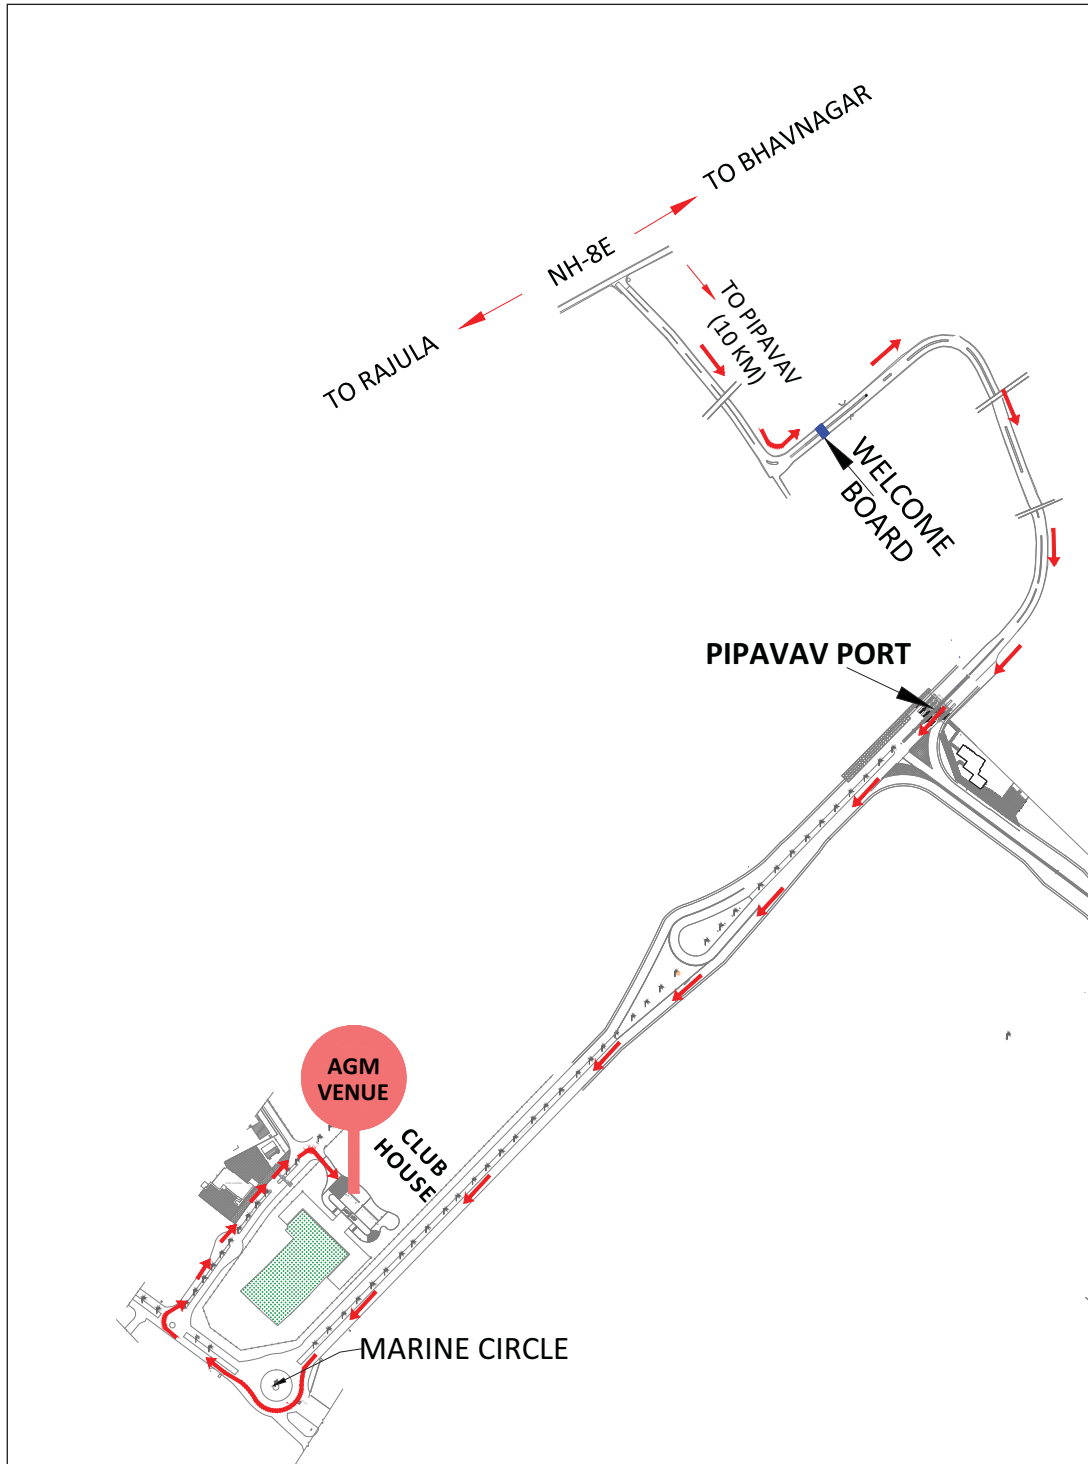 TO BHAVNAGAR
NH-8E
TO RAJULA
TO PIPAVAV
(10 KM)
WELCOME
BOARD
PIPAVAV PORT
AGM
VENUE
CLUB
HOUSE
MARINE CIRCLE